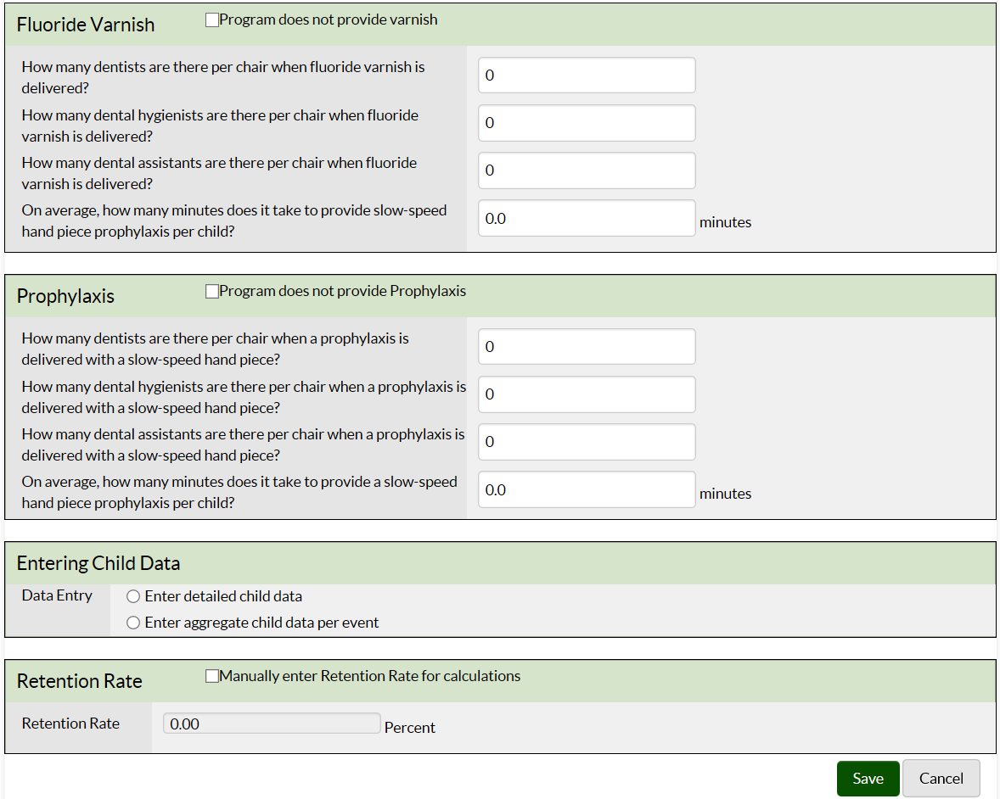 Fluoride Varnish
Program does not provide varnish
How many dentists are there per chair when fluoride varnish is
delivered?
0
How many dental hygienists are there per chair when fluoride
varnish is delivered?
0
How many dental assistants are there per chair when fluoride
varnish is delivered?
0
On average, how many minutes does it take to provide slow-speed
hand piece prophylaxis per child?
0.0 minutes
Prophylaxis
Program does not provide Prophylaxis
How many dentists are there per chair when a prophylaxis is
delivered with a slow-speed hand piece?
0
How many dental hygienists are there per chair when a prophylaxis is
delivered with a slow-speed hand piece?
0
How many dental assistants are there per chair when a prophylaxis is
delivered with a slow-speed hand piece?
0
On average, how many minutes does it take to provide a slow-speed
hand piece prophylaxis per child?
0.0 minutes
Entering Child Data
Data Entry
Enter detailed child data
Enter aggregate child data per event
Retention Rate
Manually enter Retention Rate for calculations
Retention Rate
0.00 Percent
Save
Cancel